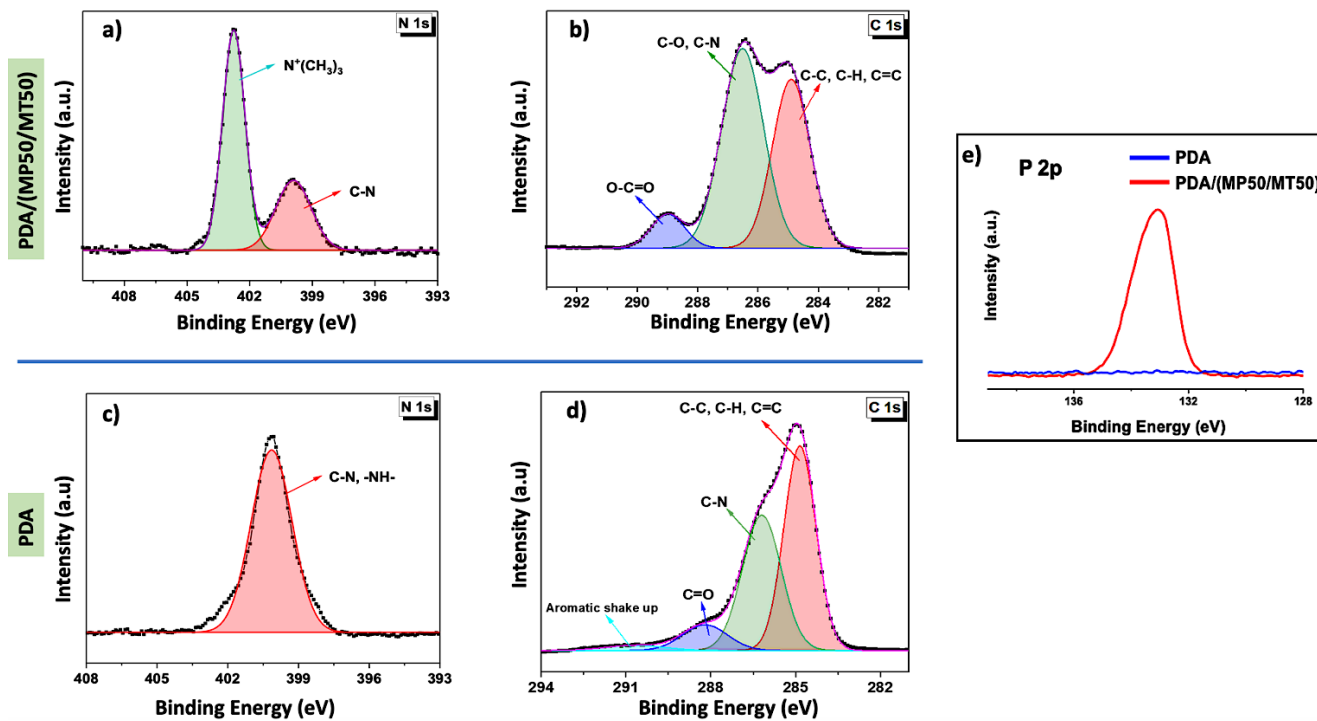 PDA/(MP50/MT50)
a)
N 1s
N⁺(CH₃)₃
C-N
Intensity (a.u.)
408 405 402 399 396 393
Binding Energy (eV)
b)
C 1s
C-O, C-N
C-C, C-H, C=C
O-C=O
Intensity (a.u.)
292 290 288 286 284 282
Binding Energy (eV)
PDA
c)
N 1s
C-N, -NH-
Intensity (a.u)
408 405 402 399 396 393
Binding Energy (eV)
d)
C 1s
C-C, C-H, C=C
C-N
C=O
Aromatic shake up
Intensity (a.u.)
294 291 288 285 282
Binding Energy (eV)
e)
P 2p
PDA
PDA/(MP50/MT50)
Intensity (a.u.)
136 132 128
Binding Energy (eV)